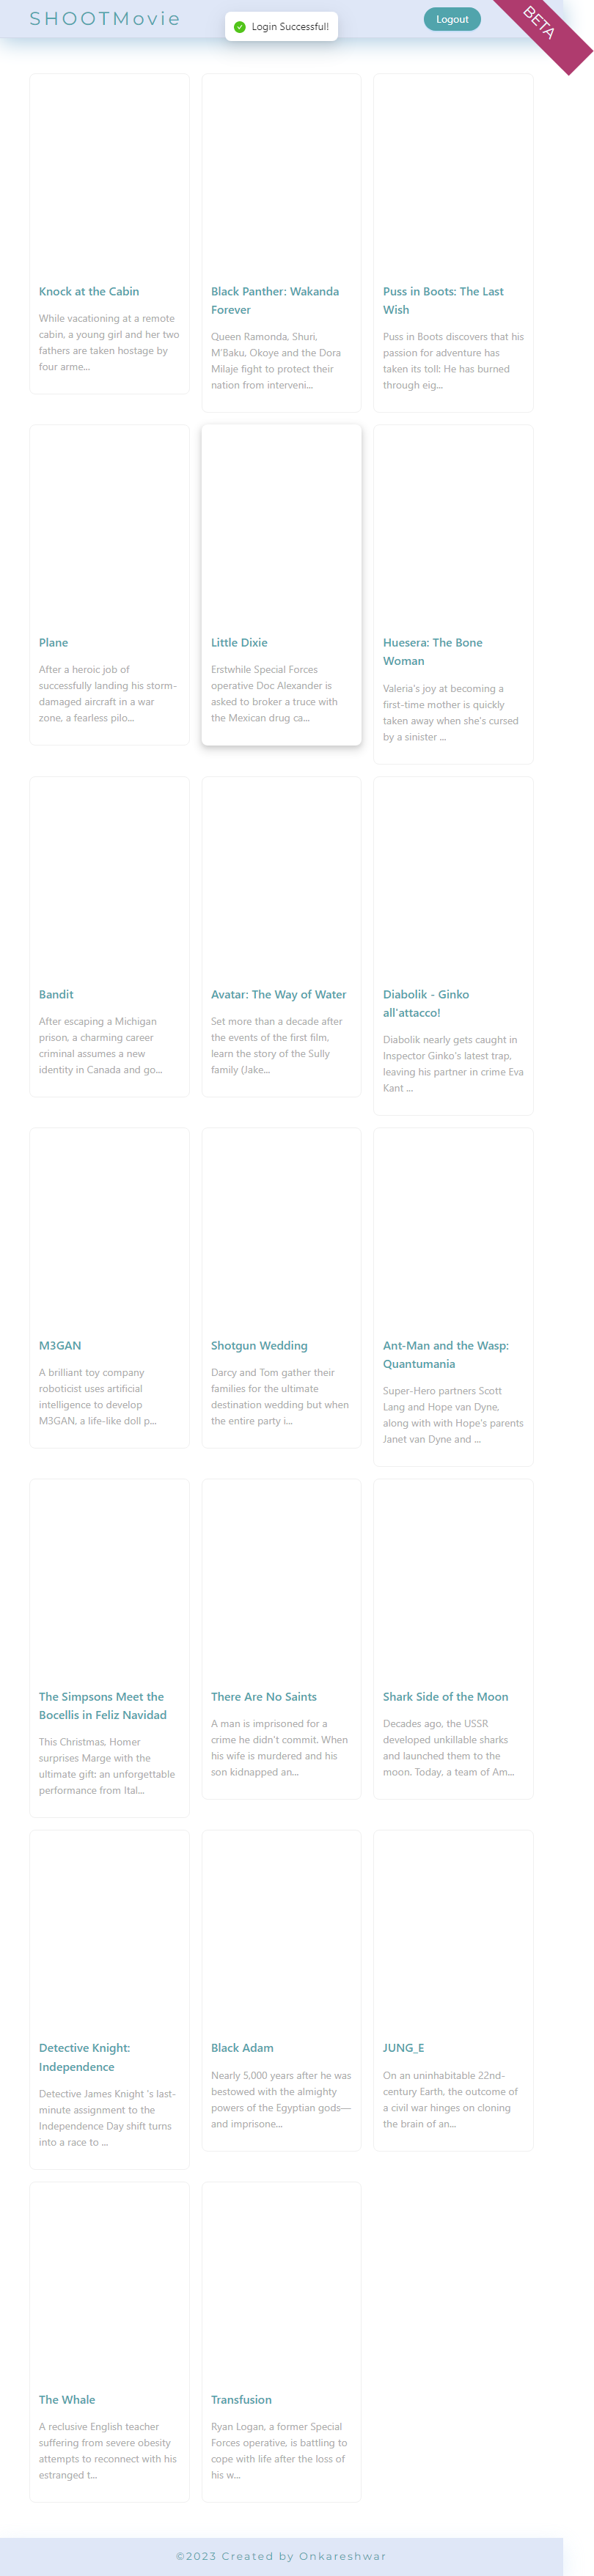 SHOOTMovie
Login Successful!
Logout
BETA
Knock at the Cabin
While vacationing at a remote
cabin, a young girl and her two
fathers are taken hostage by
four arme...
Black Panther: Wakanda
Forever
Queen Ramonda, Shuri,
M'Baku, Okoye and the Dora
Milaje fight to protect their
nation from interveni...
Puss in Boots: The Last
Wish
Puss in Boots discovers that his
passion for adventure has
taken its toll: He has burned
through eig...
Plane
After a heroic job of
successfully landing his storm-
damaged aircraft in a war
zone, a fearless pilo...
Little Dixie
Erstwhile Special Forces
operative Doc Alexander is
asked to broker a truce with
the Mexican drug ca...
Huesera: The Bone
Woman
Valeria's joy at becoming a
first-time mother is quickly
taken away when she's cursed
by a sinister ...
Bandit
After escaping a Michigan
prison, a charming career
criminal assumes a new
identity in Canada and go...
Avatar: The Way of Water
Set more than a decade after
the events of the first film,
learn the story of the Sully
family (Jake...
Diabolik - Ginko
all'attacco!
Diabolik nearly gets caught in
Inspector Ginko's latest trap,
leaving his partner in crime Eva
Kant ...
M3GAN
A brilliant toy company
roboticist uses artificial
intelligence to develop
M3GAN, a life-like doll p...
Shotgun Wedding
Darcy and Tom gather their
families for the ultimate
destination wedding but when
the entire party i...
Ant-Man and the Wasp:
Quantumania
Super-Hero partners Scott
Lang and Hope van Dyne,
along with with Hope's parents
Janet van Dyne and ...
The Simpsons Meet the
Bocellis in Feliz Navidad
This Christmas, Homer
surprises Marge with the
ultimate gift: an unforgettable
performance from Ital...
There Are No Saints
A man is imprisoned for a
crime he didn't commit. When
his wife is murdered and his
son kidnapped an...
Shark Side of the Moon
Decades ago, the USSR
developed unkillable sharks
and launched them to the
moon. Today, a team of Am...
Detective Knight:
Independence
Detective James Knight 's last-
minute assignment to the
Independence Day shift turns
into a race to ...
Black Adam
Nearly 5,000 years after he was
bestowed with the almighty
powers of the Egyptian gods—
and imprisone...
JUNG_E
On an uninhabitable 22nd-
century Earth, the outcome of
a civil war hinges on cloning
the brain of an...
The Whale
A reclusive English teacher
suffering from severe obesity
attempts to reconnect with his
estranged t...
Transfusion
Ryan Logan, a former Special
Forces operative, is battling to
cope with life after the loss of
his w...
©2023 Created by Onkareshwar